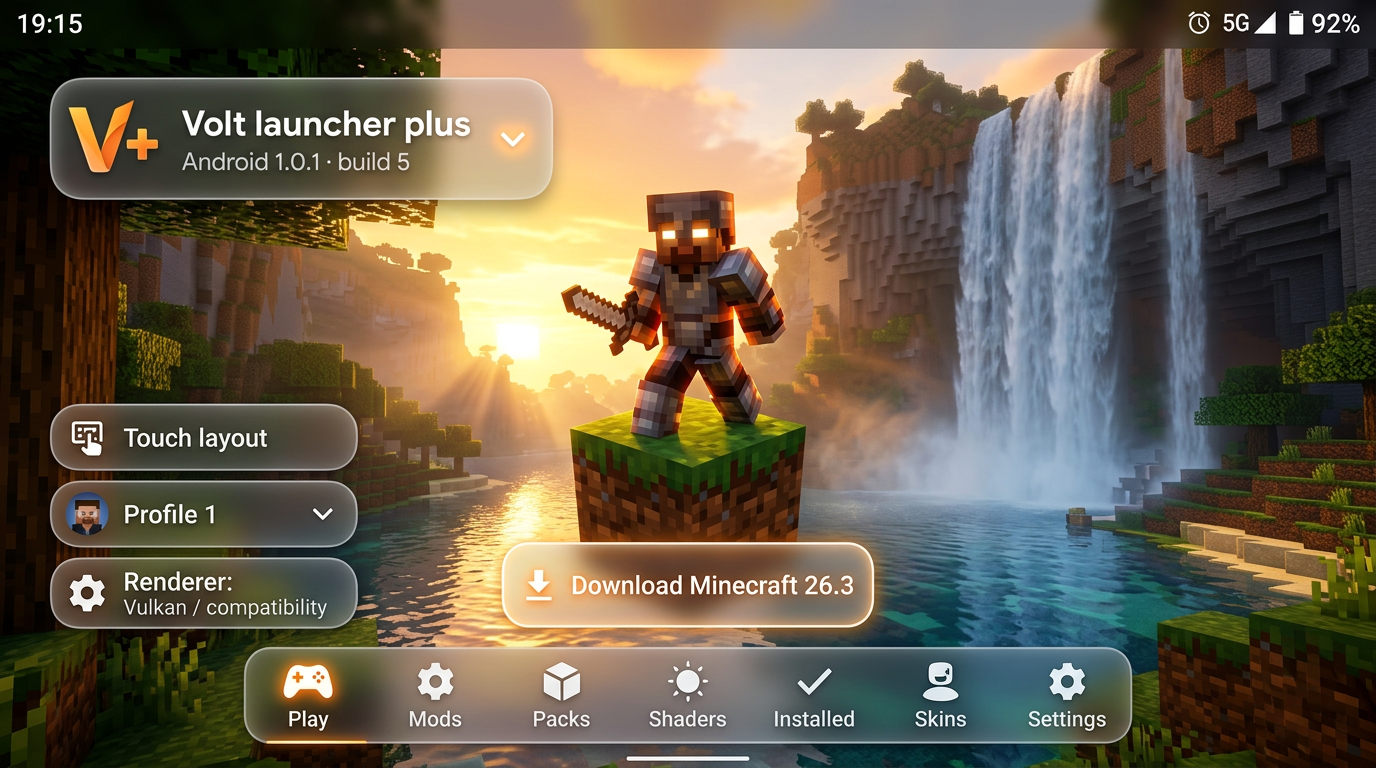 19:15
5G
92%
V+
Volt launcher plus
Android 1.0.1 · build 5
Touch layout
Profile 1
Renderer:
Vulkan / compatibility
Download Minecraft 26.3
Play
Mods
Packs
Shaders
Installed
Skins
Settings